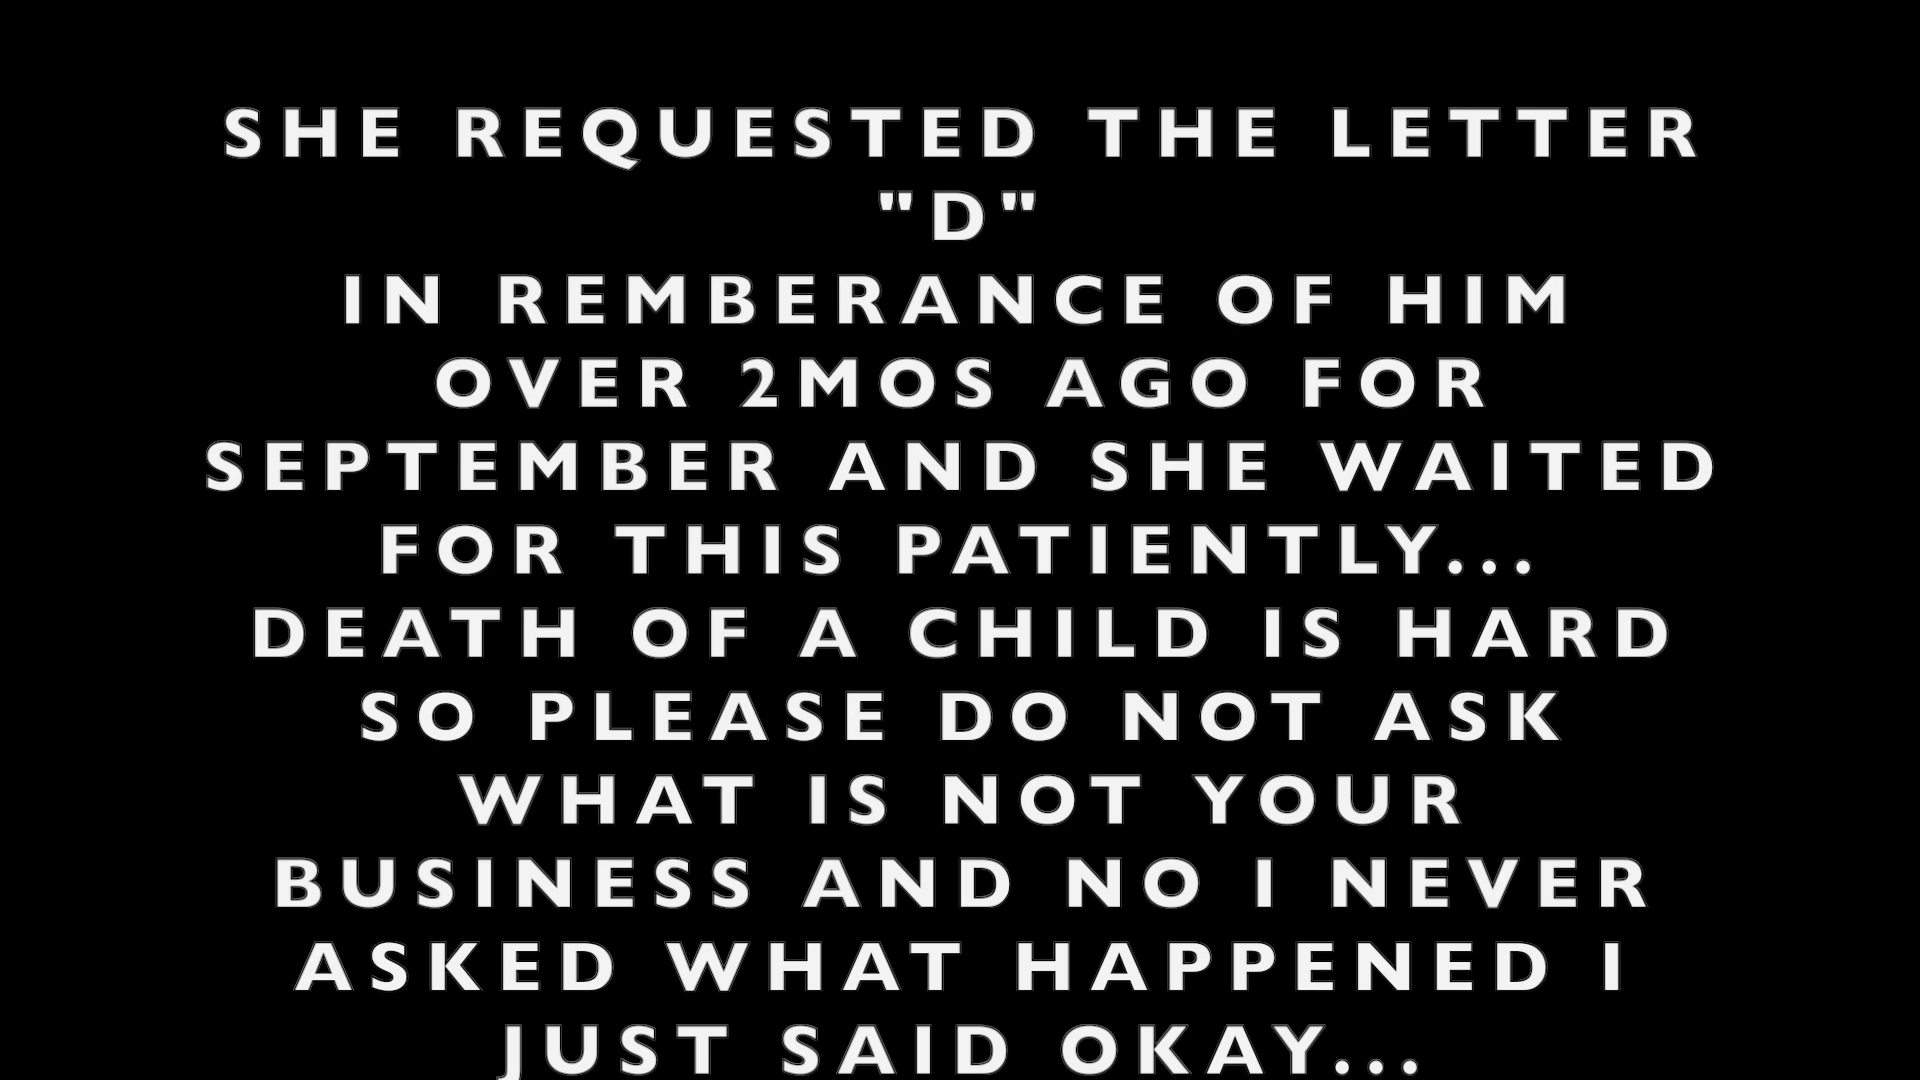 SHE REQUESTED THE LETTER
"D"
IN REMBERANCE OF HIM
OVER 2MOS AGO FOR
SEPTEMBER AND SHE WAITED
FOR THIS PATIENTLY...
DEATH OF A CHILD IS HARD
SO PLEASE DO NOT ASK
WHAT IS NOT YOUR
BUSINESS AND NO I NEVER
ASKED WHAT HAPPENED I
JUST SAID OKAY...